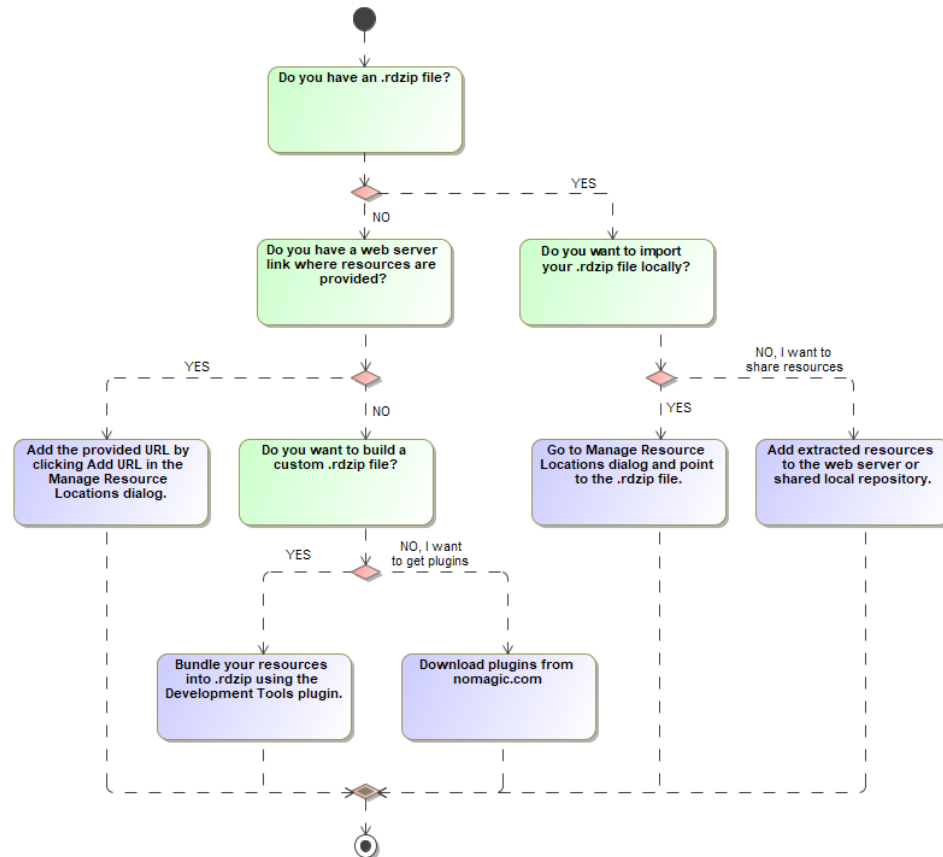 Do you have an .rdzip file?
YES
NO
Do you have a web server
link where resources are
provided?
Do you want to import
your .rdzip file locally?
YES
NO, I want to
share resources
NO
YES
Add the provided URL by
clicking Add URL in the
Manage Resource
Locations dialog.
Do you want to build a
custom .rdzip file?
Go to Manage Resource
Locations dialog and point
to the .rdzip file.
Add extracted resources
to the web server or
shared local repository.
YES
NO, I want
to get plugins
Bundle your resources
into .rdzip using the
Development Tools plugin.
Download plugins from
nomagic.com